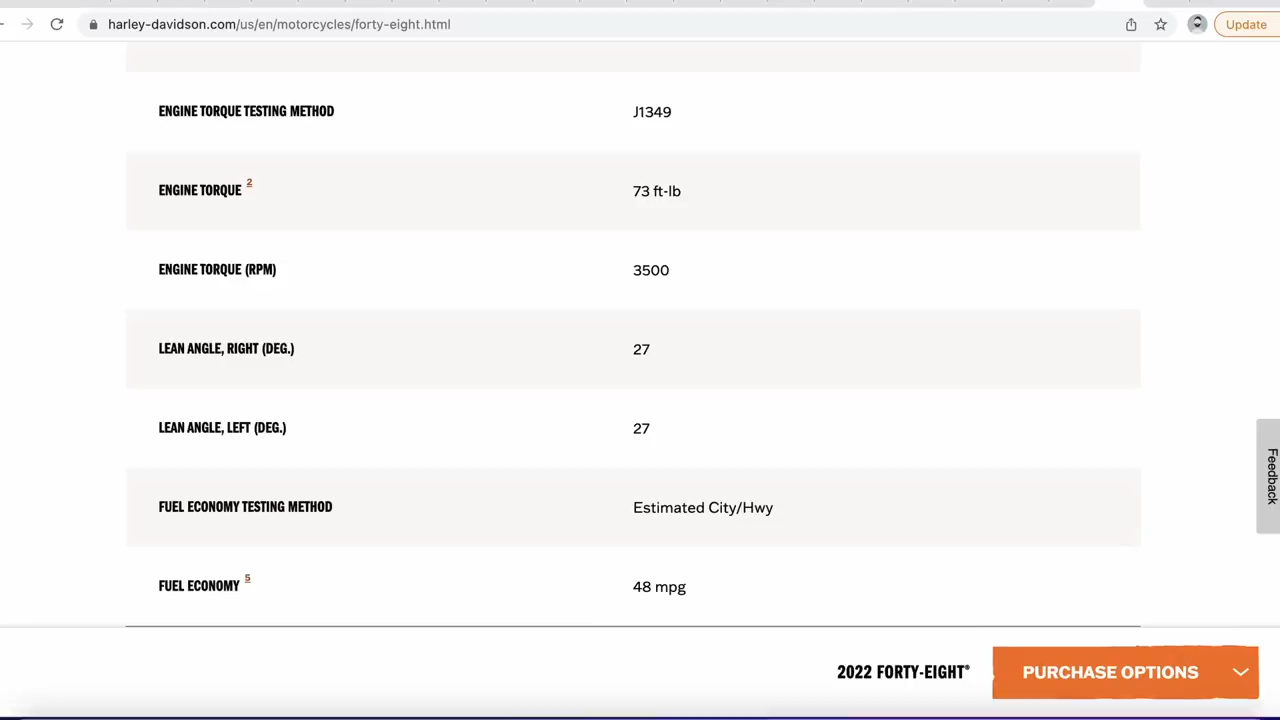 harley-davidson.com/us/en/motorcycles/forty-eight.html
Update
ENGINE TORQUE TESTING METHOD J1349
ENGINE TORQUE 2 73 ft-lb
ENGINE TORQUE (RPM) 3500
LEAN ANGLE, RIGHT (DEG.) 27
LEAN ANGLE, LEFT (DEG.) 27
Feedback
FUEL ECONOMY TESTING METHOD Estimated City/Hwy
FUEL ECONOMY 5 48 mpg
2022 FORTY-EIGHT® PURCHASE OPTIONS